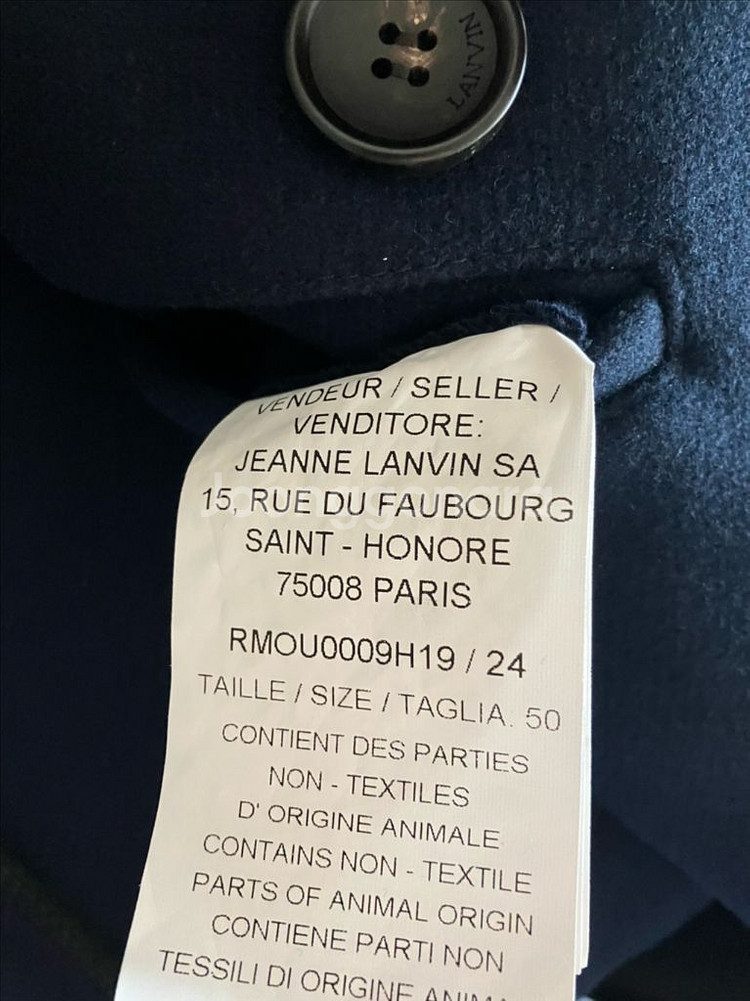 LANVIN
VENDEUR / SELLER /
VENDITORE:
JEANNE LANVIN SA
15, RUE DU FAUBOURG
SAINT - HONORE
75008 PARIS
RMOU0009H19 / 24
TAILLE / SIZE / TAGLIA. 50
CONTIENT DES PARTIES
NON - TEXTILES
D' ORIGINE ANIMALE
CONTAINS NON - TEXTILE
PARTS OF ANIMAL ORIGIN
CONTIENE PARTI NON
TESSILI DI ORIGINE